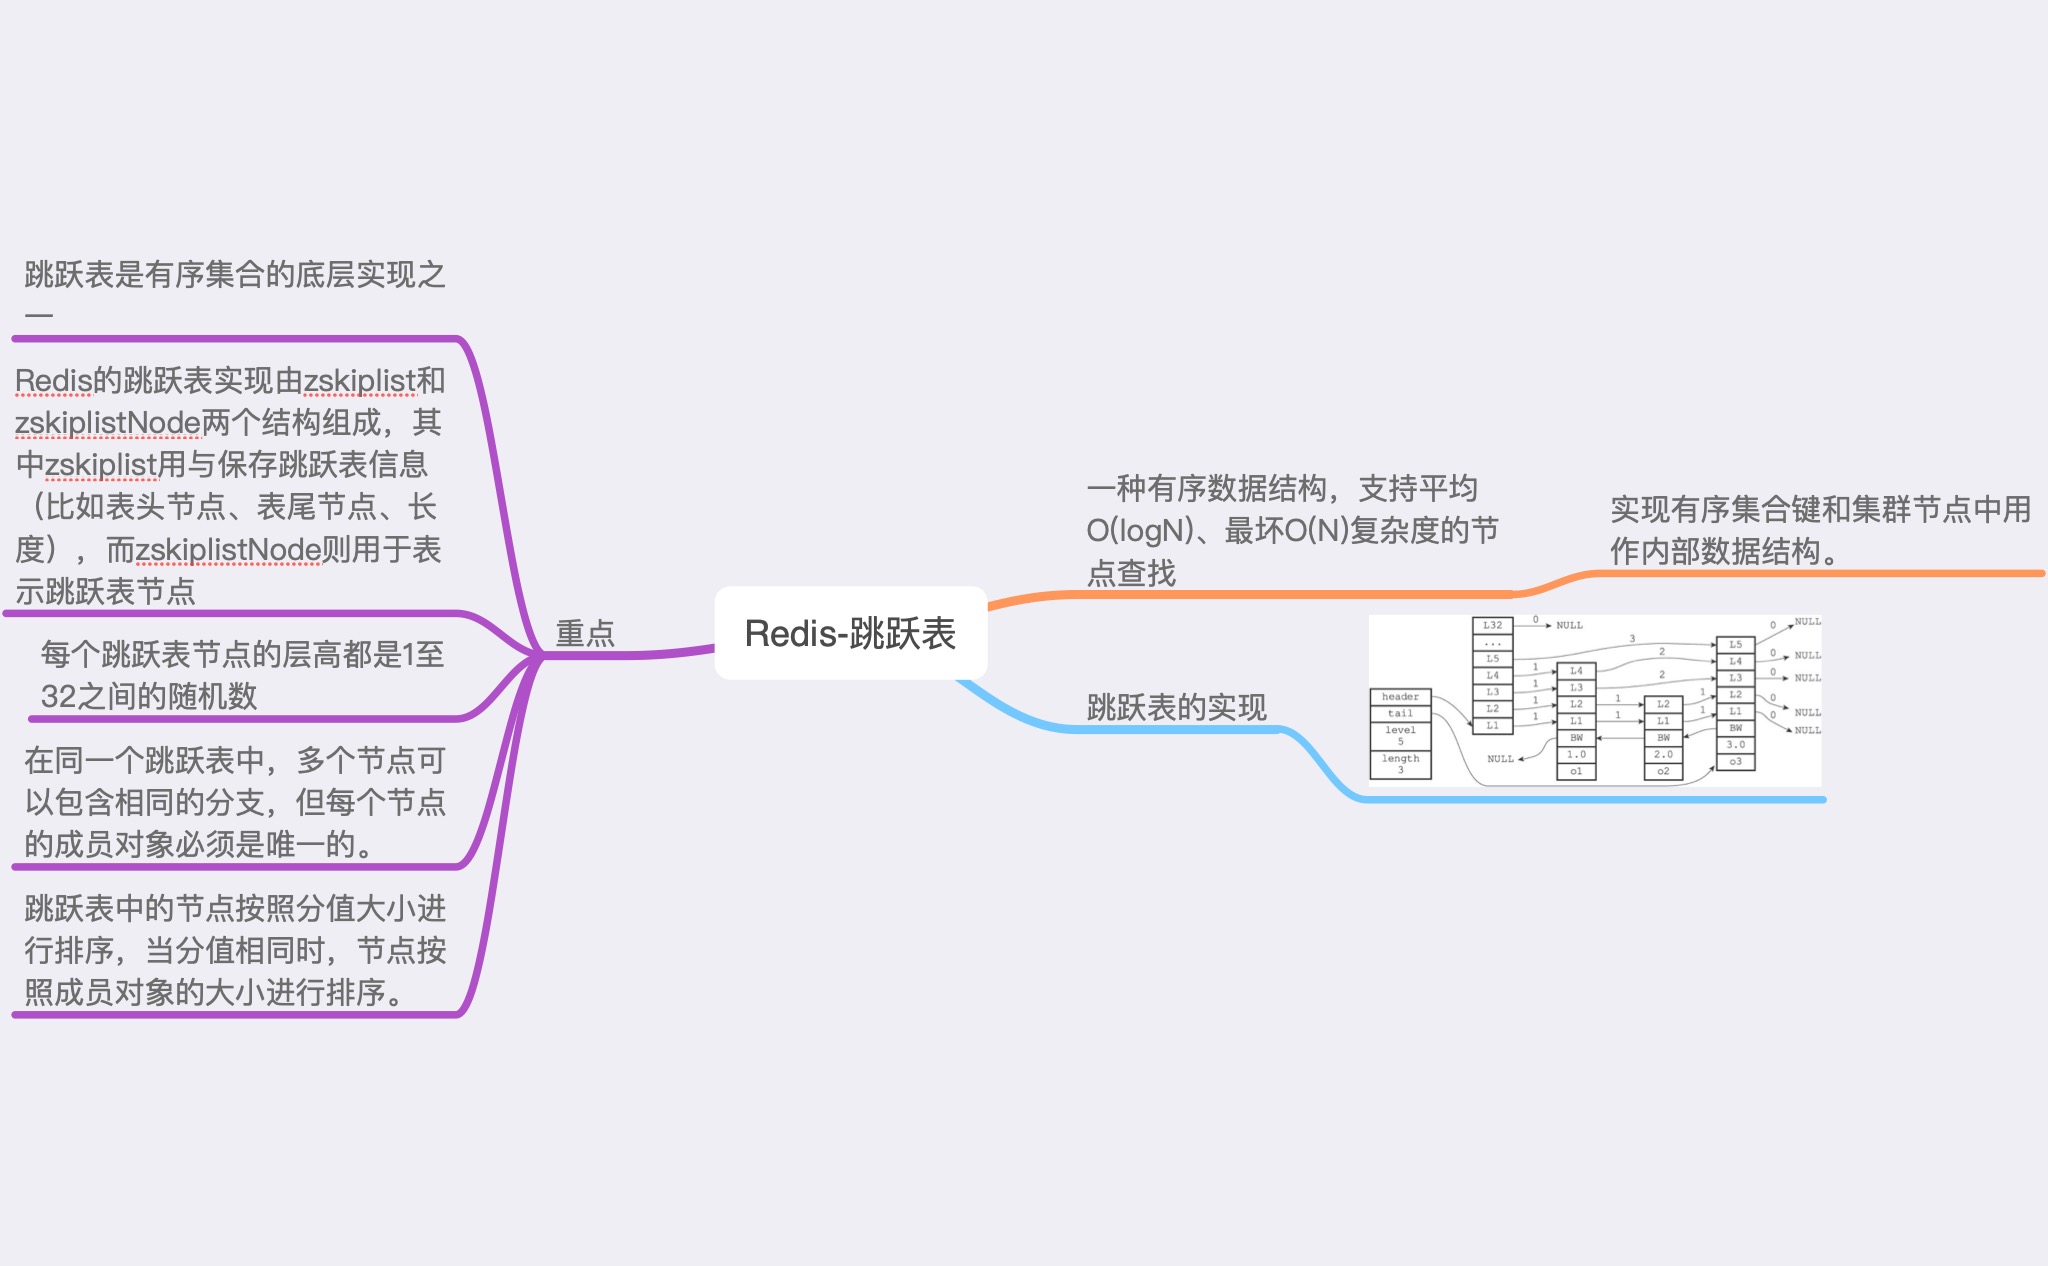 跳跃表是有序集合的底层实现之
一
Redis的跳跃表实现由zskiplist和
zskiplistNode两个结构组成，其
中zskiplist用与保存跳跃表信息
（比如表头节点、表尾节点、长
度），而zskiplistNode则用于表
示跳跃表节点
每个跳跃表节点的层高都是1至
32之间的随机数
在同一个跳跃表中，多个节点可
以包含相同的分支，但每个节点
的成员对象必须是唯一的。
跳跃表中的节点按照分值大小进
行排序，当分值相同时，节点按
照成员对象的大小进行排序。
重点
Redis-跳跃表
一种有序数据结构，支持平均
O(logN)、最坏O(N)复杂度的节
点查找
实现有序集合键和集群节点中用
作内部数据结构。
跳跃表的实现
header
tail
level
5
length
3
L32
...
L5
L4
L3
L2
L1
0
NULL
3
1
1
1
1
NULL
L4
L3
L2
L1
BW
1.0
o1
2
2
1
1
L2
L1
BW
2.0
o2
1
1
L5
L4
L3
L2
L1
BW
3.0
o3
0
NULL
0
NULL
0
NULL
0
NULL
0
NULL